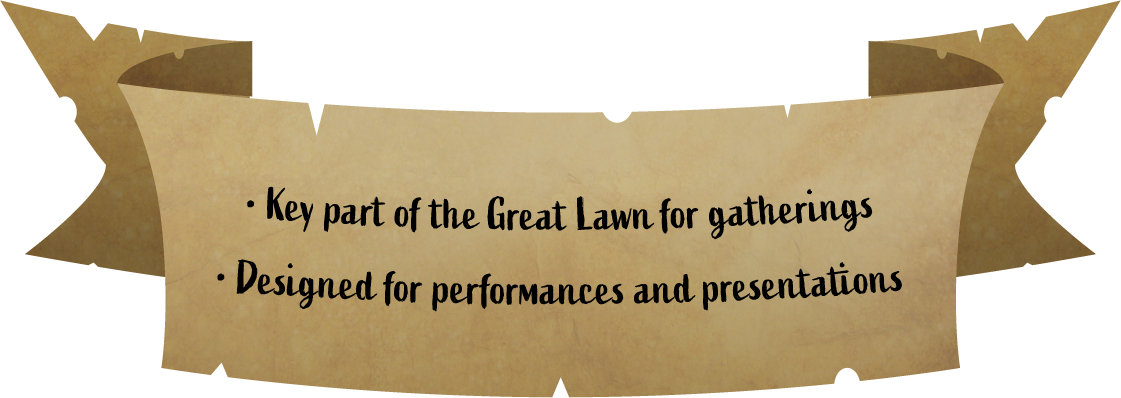 • Key part of the Great Lawn for gatherings
• Designed for performances and presentations